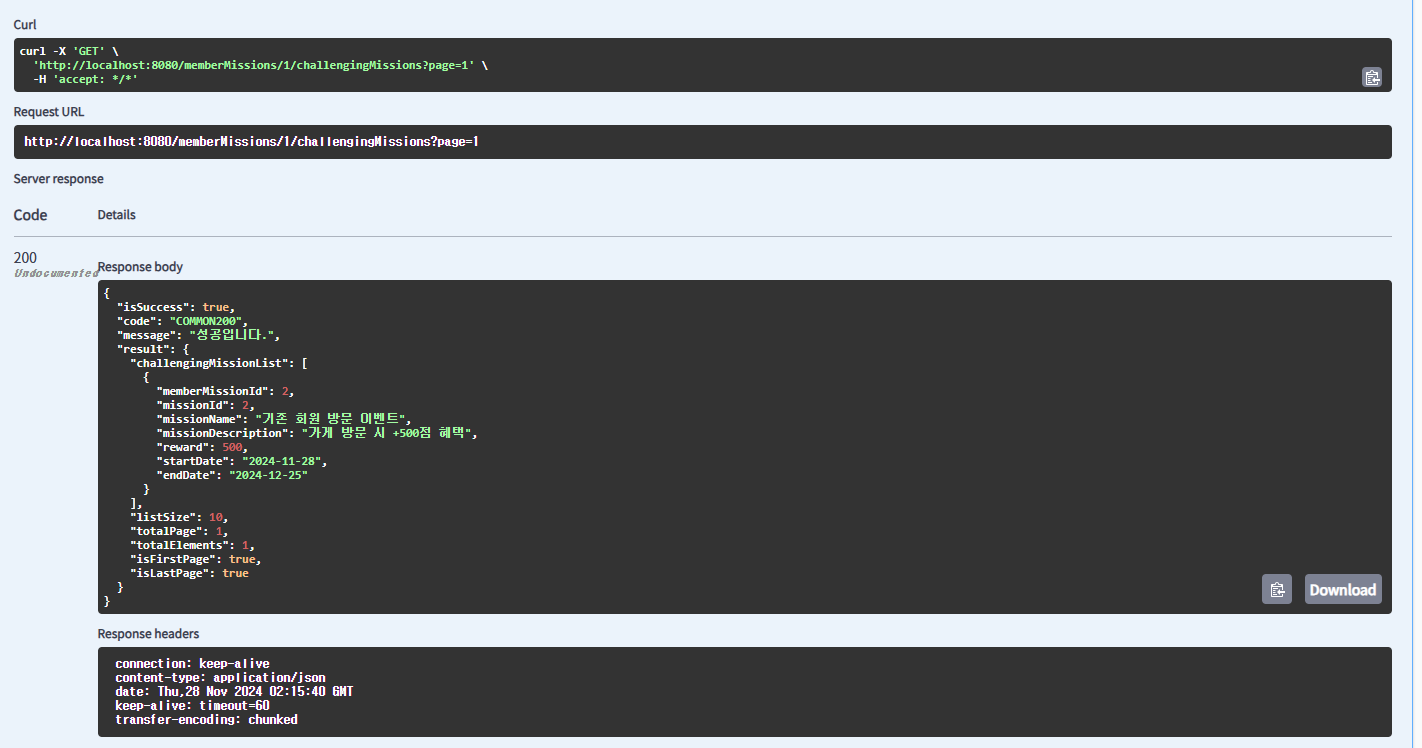 Curl
curl -X 'GET' \
  'http://localhost:8080/memberMissions/1/challengingMissions?page=1' \
  -H 'accept: */*'
Request URL
http://localhost:8080/memberMissions/1/challengingMissions?page=1
Server response
Code Details
200
Undocumented
Response body
{
  "isSuccess": true,
  "code": "COMMON200",
  "message": "성공입니다.",
  "result": {
    "challengingMissionList": [
      {
        "memberMissionId": 2,
        "missionId": 2,
        "missionName": "기존 회원 방문 이벤트",
        "missionDescription": "가게 방문 시 +500점 혜택",
        "reward": 500,
        "startDate": "2024-11-28",
        "endDate": "2024-12-25"
      }
    ],
    "listSize": 10,
    "totalPage": 1,
    "totalElements": 1,
    "isFirstPage": true,
    "isLastPage": true
  }
}
Download
Response headers
connection: keep-alive
content-type: application/json
date: Thu,28 Nov 2024 02:15:40 GMT
keep-alive: timeout=60
transfer-encoding: chunked